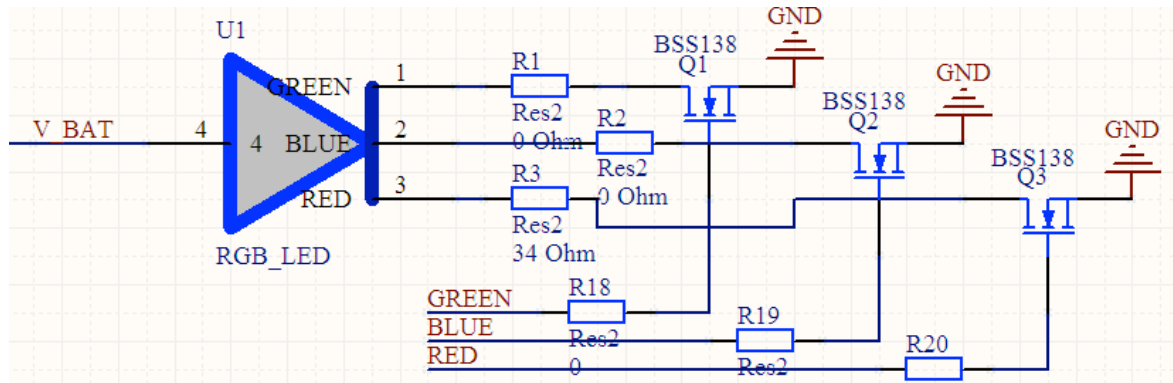 U1
GND
BSS138
Q1
R1
GREEN
1
Res2
0 Ohm
GND
BSS138
Q2
V_BAT
4
4
BLUE
2
R2
Res2
0 Ohm
GND
BSS138
Q3
RED
3
R3
Res2
34 Ohm
RGB_LED
GREEN
R18
Res2
0
BLUE
R19
Res2
RED
R20